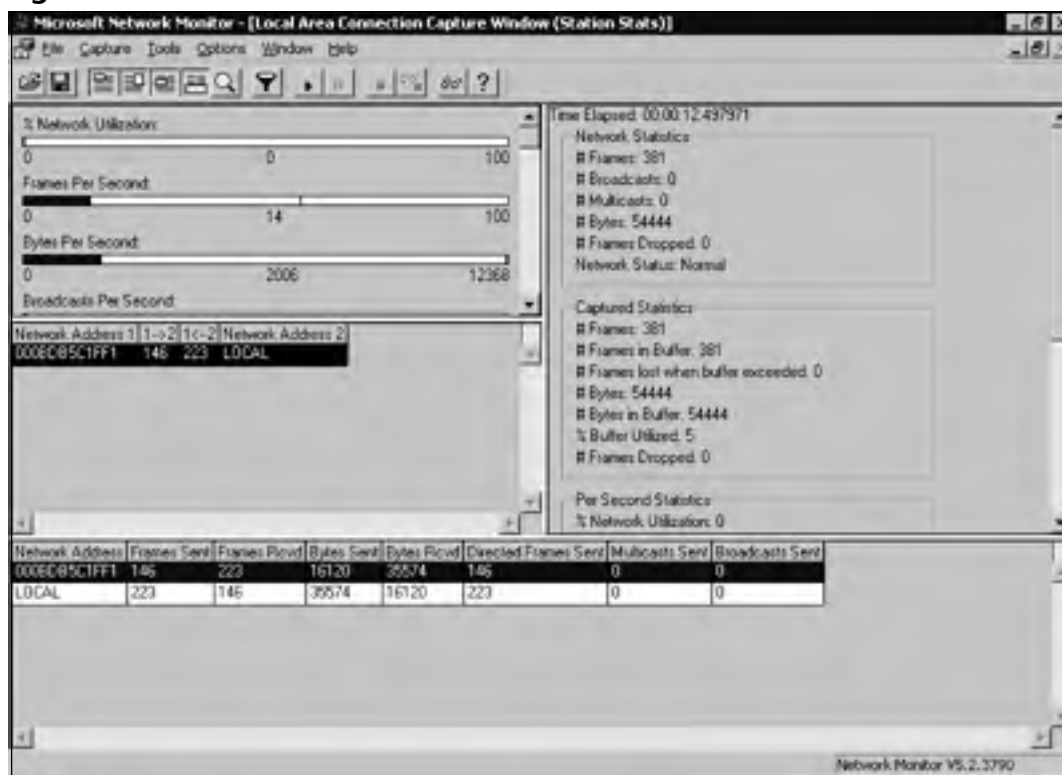 Microsoft Network Monitor - [Local Area Connection Capture Window (Station Stats)]
File Capture Tools Options Window Help
% Network Utilization:
0 0 100
Frames Per Second:
0 14 100
Bytes Per Second:
0 2006 12368
Broadcasts Per Second:
Network Address 1 1->2 1<-2 Network Address 2
146 223 LOCAL
Time Elapsed: 00:00:12.497971
Network Statistics
# Frames: 381
# Broadcasts: 0
# Multicasts: 0
# Bytes: 54444
# Frames Dropped: 0
Network Status: Normal
Captured Statistics
# Frames: 381
# Frames in Buffer: 381
# Frames lost when buffer exceeded: 0
# Bytes: 54444
# Bytes in Buffer: 54444
% Buffer Utilized: 5
# Frames Dropped: 0
Per Second Statistics
% Network Utilization: 0
Network Address Frames Sent Frames Rcvd Bytes Sent Bytes Rcvd Directed Frames Sent Multicasts Sent Broadcasts Sent
146 223 16120 146 0 0
LOCAL 223 146 16120 223 0 0
Network Monitor V5.2.3790